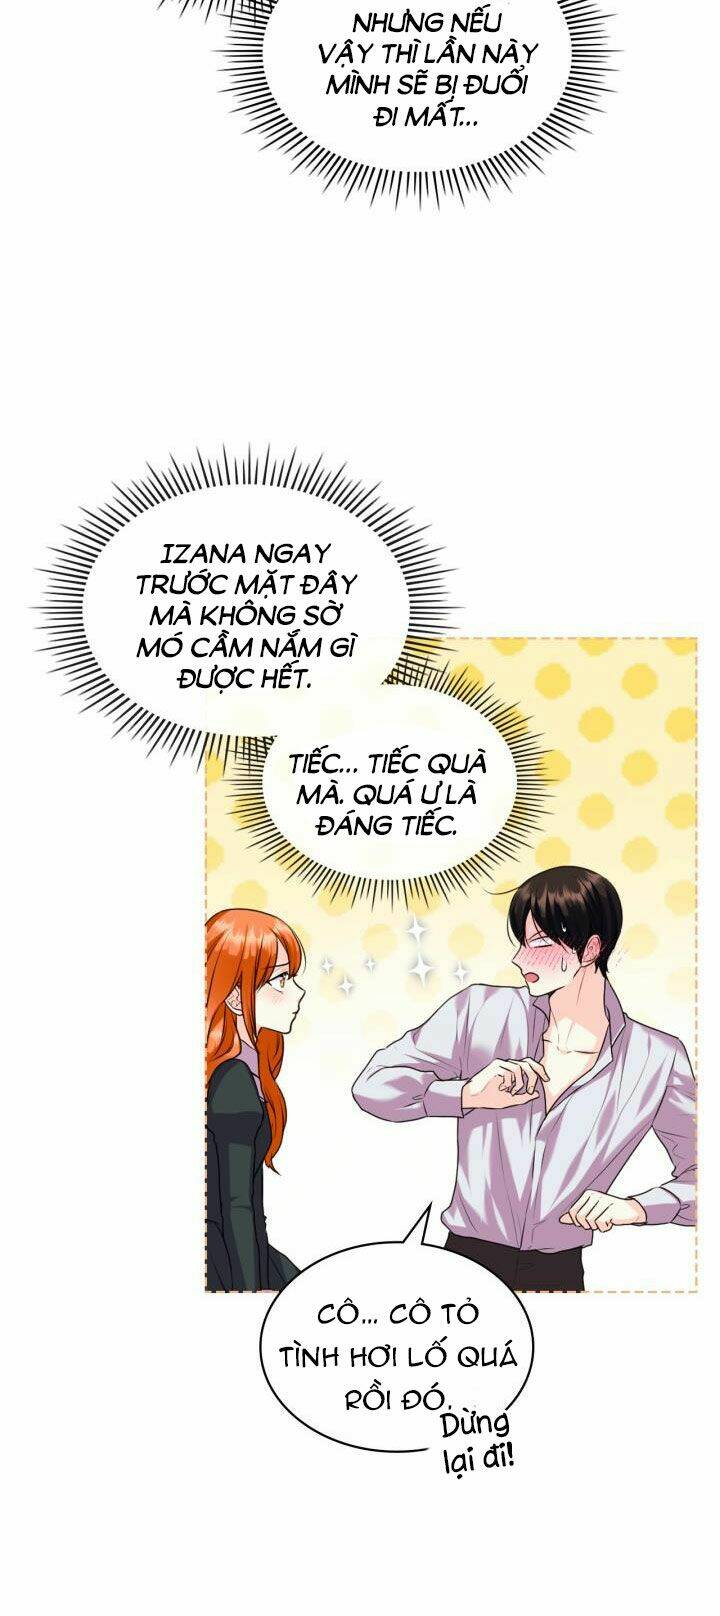 NHƯNG NẾU
VẬY THÌ LẦN NÀY
MÌNH SẼ BỊ ĐUỔI
ĐI MẤT...
IZANA NGAY
TRƯỚC MẶT ĐÂY
MÀ KHÔNG SỜ
MÓ CẦM NẮM GÌ
ĐƯỢC HẾT.
TIẾC... TIẾC QUÀ
MÀ. QUÁ Ư LÀ
ĐÁNG TIẾC.
CÔ... CÔ TỎ
TÌNH HƠI LỐ QUÁ
RỒI ĐÓ.
Dừng
lại đi!